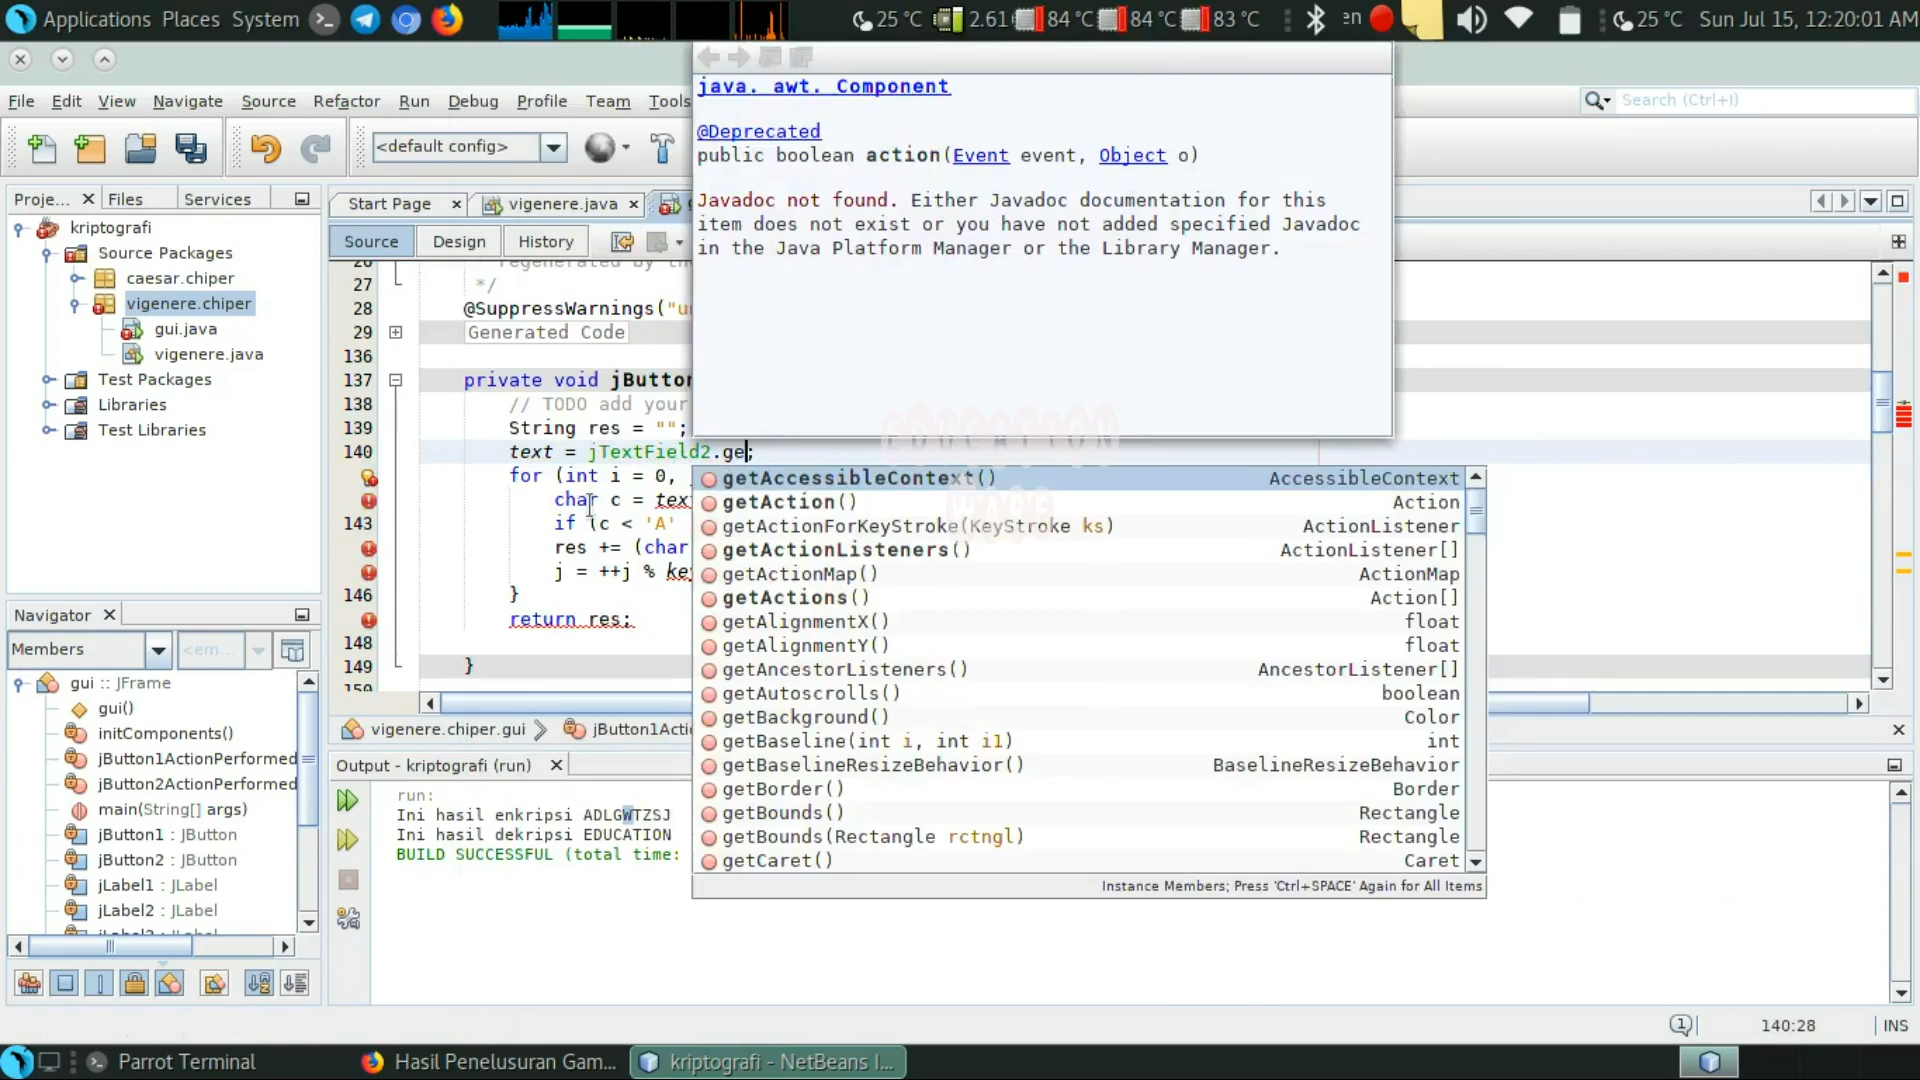 Applications Places System 25 °C 2.61 84 °C 84 °C 83 °C en 25 °C Sun Jul 15, 12:20:01 AM
File Edit View Navigate Source Refactor Run Debug Profile Team Tools
Search (Ctrl+I)
<default config>
java. awt. Component
@Deprecated
public boolean action(Event event, Object o)
Javadoc not found. Either Javadoc documentation for this
item does not exist or you have not added specified Javadoc
in the Java Platform Manager or the Library Manager.
Proje... Files Services
kriptografi
Source Packages
caesar.chiper
vigenere.chiper
gui.java
vigenere.java
Test Packages
Libraries
Test Libraries
Start Page vigenere.java
Source Design History
27 */
28 @SuppressWarnings("u
29 Generated Code
136
137 private void jButton
138 // TODO add your
139 String res = "";
140 text = jTextField2.ge;
for (int i = 0,
char c = tex
143 if (c < 'A'
res += (char
j = ++j % ke
146 }
return res;
148
149 }
150
EDUCATION
WARE
getAccessibleContext() AccessibleContext
getAction() Action
getActionForKeyStroke(KeyStroke ks) ActionListener
getActionListeners() ActionListener[]
getActionMap() ActionMap
getActions() Action[]
getAlignmentX() float
getAlignmentY() float
getAncestorListeners() AncestorListener[]
getAutoscrolls() boolean
getBackground() Color
getBaseline(int i, int i1) int
getBaselineResizeBehavior() BaselineResizeBehavior
getBorder() Border
getBounds() Rectangle
getBounds(Rectangle rctngl) Rectangle
getCaret() Caret
Instance Members; Press 'Ctrl+SPACE' Again for All Items
Navigator
Members <em...
gui :: JFrame
gui()
initComponents()
jButton1ActionPerformed
jButton2ActionPerformed
main(String[] args)
jButton1 : JButton
jButton2 : JButton
jLabel1 : JLabel
jLabel2 : JLabel
vigenere.chiper.gui jButton1Acti
Output - kriptografi (run)
run:
Ini hasil enkripsi ADLGWTZSJ
Ini hasil dekripsi EDUCATION
BUILD SUCCESSFUL (total time:
1 140:28 INS
Parrot Terminal Hasil Penelusuran Gam... kriptografi - NetBeans I...